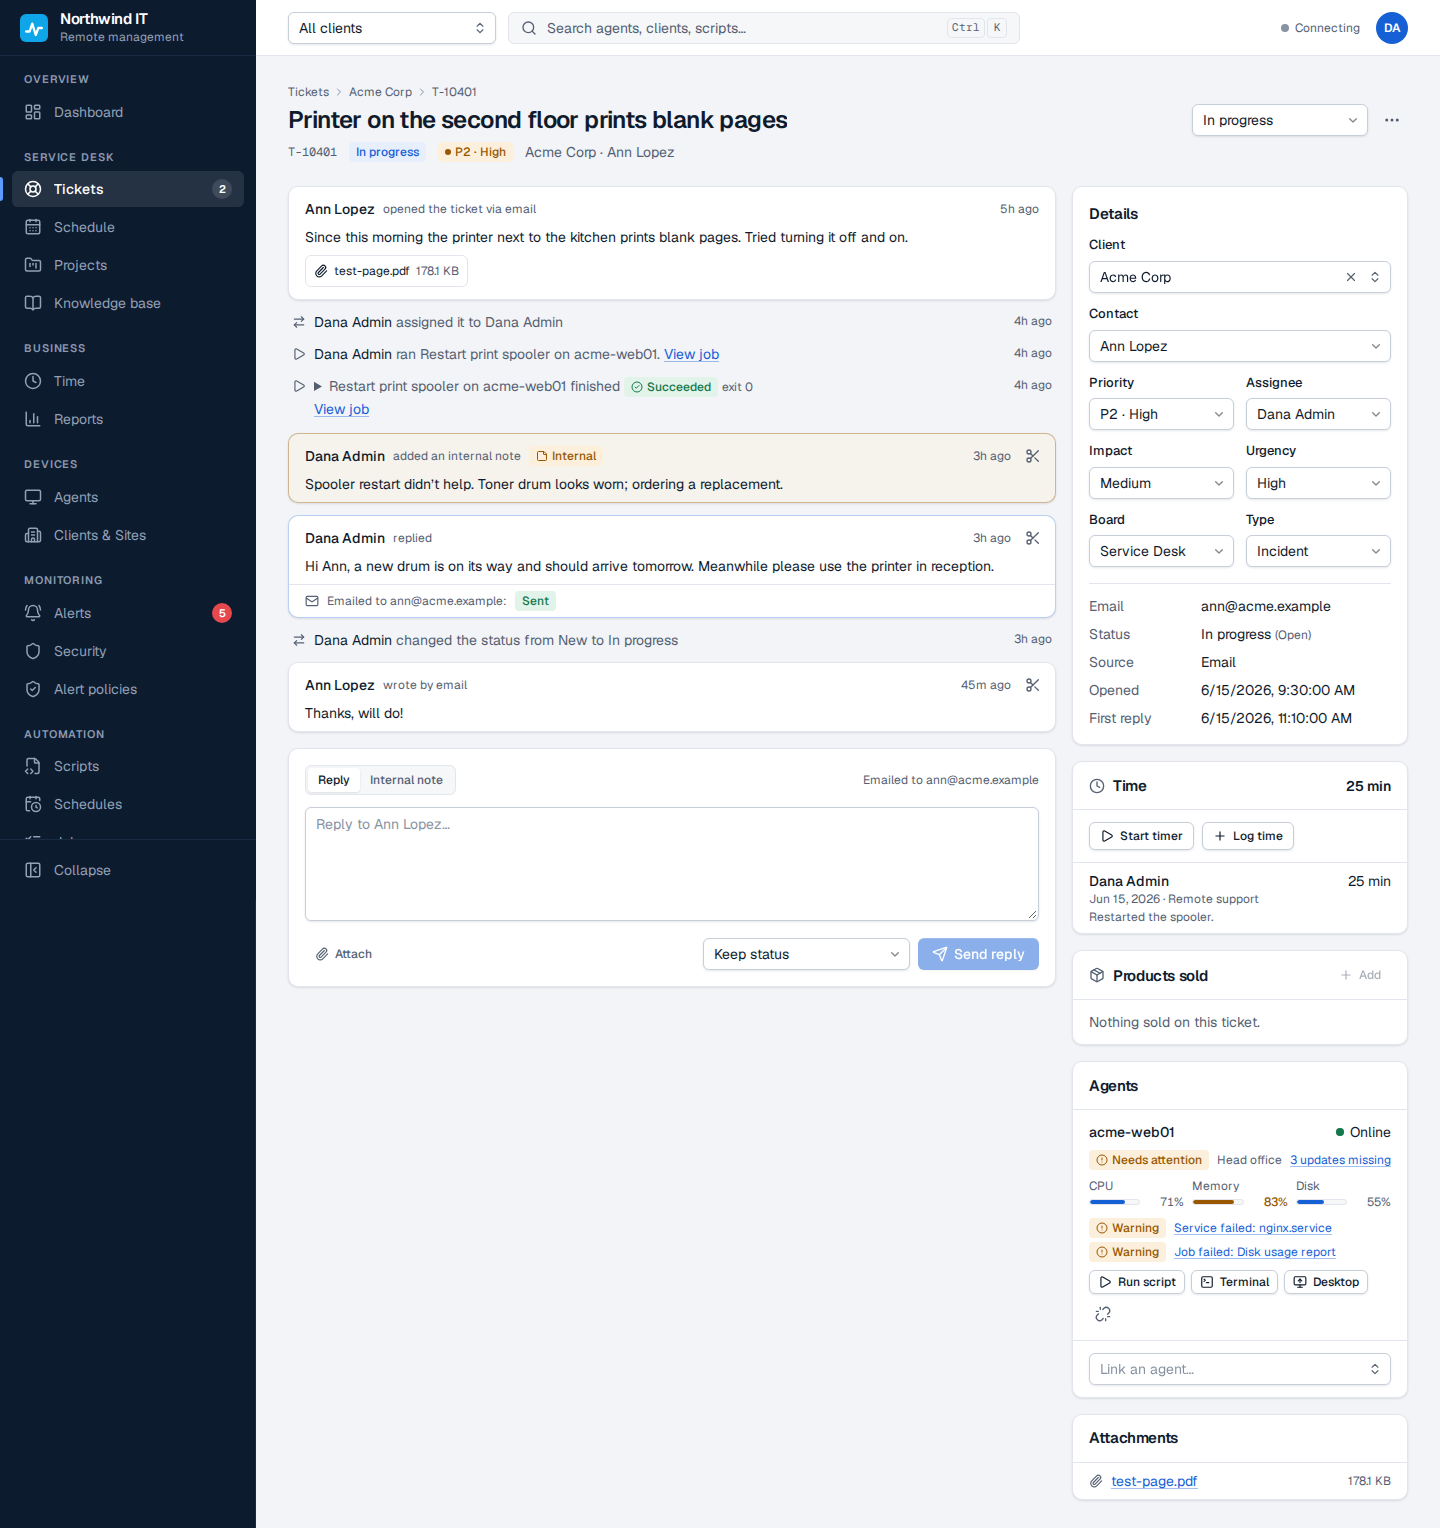 Northwind IT
Remote management
All clients
Search agents, clients, scripts...
Ctrl K
Connecting
DA
OVERVIEW
Dashboard
SERVICE DESK
Tickets 2
Schedule
Projects
Knowledge base
BUSINESS
Time
Reports
DEVICES
Agents
Clients & Sites
MONITORING
Alerts 5
Security
Alert policies
AUTOMATION
Scripts
Schedules
Collapse
Tickets > Acme Corp > T-10401
Printer on the second floor prints blank pages
T-10401 In progress P2 · High Acme Corp · Ann Lopez
In progress
Ann Lopez opened the ticket via email 5h ago
Since this morning the printer next to the kitchen prints blank pages. Tried turning it off and on.
test-page.pdf 178.1 KB
Dana Admin assigned it to Dana Admin 4h ago
Dana Admin ran Restart print spooler on acme-web01. View job 4h ago
Restart print spooler on acme-web01 finished Succeeded exit 0 4h ago
View job
Dana Admin added an internal note Internal 3h ago
Spooler restart didn't help. Toner drum looks worn; ordering a replacement.
Dana Admin replied 3h ago
Hi Ann, a new drum is on its way and should arrive tomorrow. Meanwhile please use the printer in reception.
Emailed to ann@acme.example: Sent
Dana Admin changed the status from New to In progress 3h ago
Ann Lopez wrote by email 45m ago
Thanks, will do!
Reply Internal note Emailed to ann@acme.example
Reply to Ann Lopez...
Attach Keep status Send reply
Details
Client
Acme Corp
Contact
Ann Lopez
Priority Assignee
P2 · High Dana Admin
Impact Urgency
Medium High
Board Type
Service Desk Incident
Email ann@acme.example
Status In progress (Open)
Source Email
Opened 6/15/2026, 9:30:00 AM
First reply 6/15/2026, 11:10:00 AM
Time 25 min
Start timer Log time
Dana Admin 25 min
Jun 15, 2026 · Remote support
Restarted the spooler.
Products sold Add
Nothing sold on this ticket.
Agents
acme-web01 Online
Needs attention Head office 3 updates missing
CPU Memory Disk
71% 83% 55%
Warning Service failed: nginx.service
Warning Job failed: Disk usage report
Run script Terminal Desktop
Link an agent...
Attachments
test-page.pdf 178.1 KB